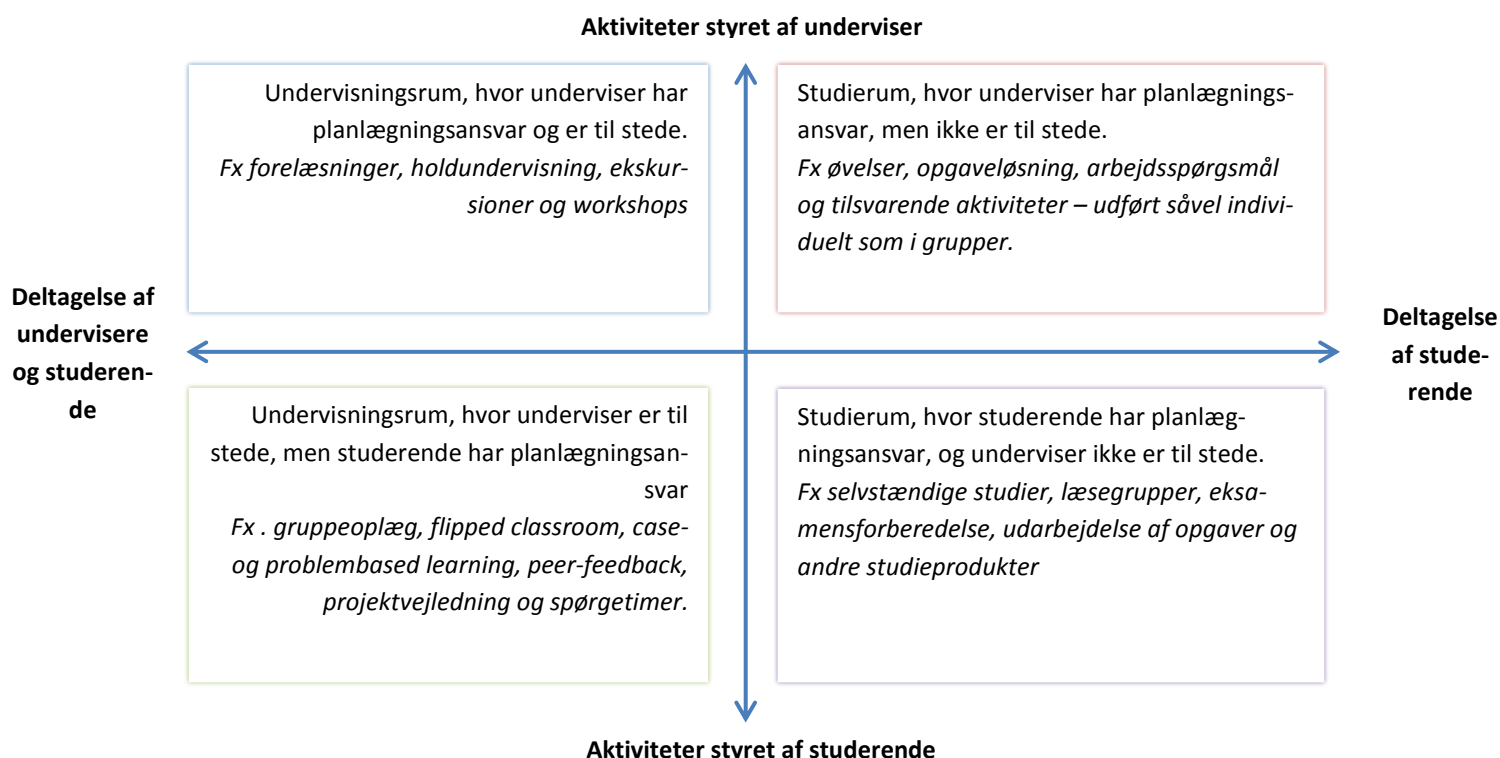 Aktiviteter styret af underviser
Undervisningsrum, hvor underviser har
planlægningsansvar og er til stede.
Fx forelæsninger, holdundervisning, ekskur-
sioner og workshops
Studierum, hvor underviser har planlægnings-
ansvar, men ikke er til stede.
Fx øvelser, opgaveløsning, arbejdsspørgsmål
og tilsvarende aktiviteter – udført såvel indivi-
duelt som i grupper.
Deltagelse af
undervisere
og studeren-
de
Deltagelse
af stude-
rende
Undervisningsrum, hvor underviser er til
stede, men studerende har planlægningsan-
svar
Fx . gruppeoplæg, flipped classroom, case-
og problembased learning, peer-feedback,
projektvejledning og spørgetimer.
Studierum, hvor studerende har planlæg-
ningsansvar, og underviser ikke er til stede.
Fx selvstændige studier, læsegrupper, eksa-
mensforberedelse, udarbejdelse af opgaver og
andre studieprodukter
Aktiviteter styret af studerende